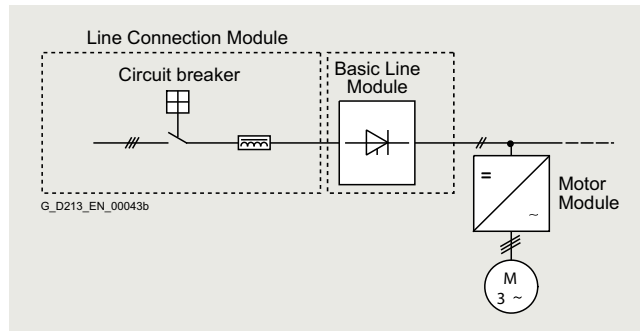 Line Connection Module
Circuit breaker
Basic Line
Module
G_D213_EN_00043b
=
~
Motor
Module
M
3 ~